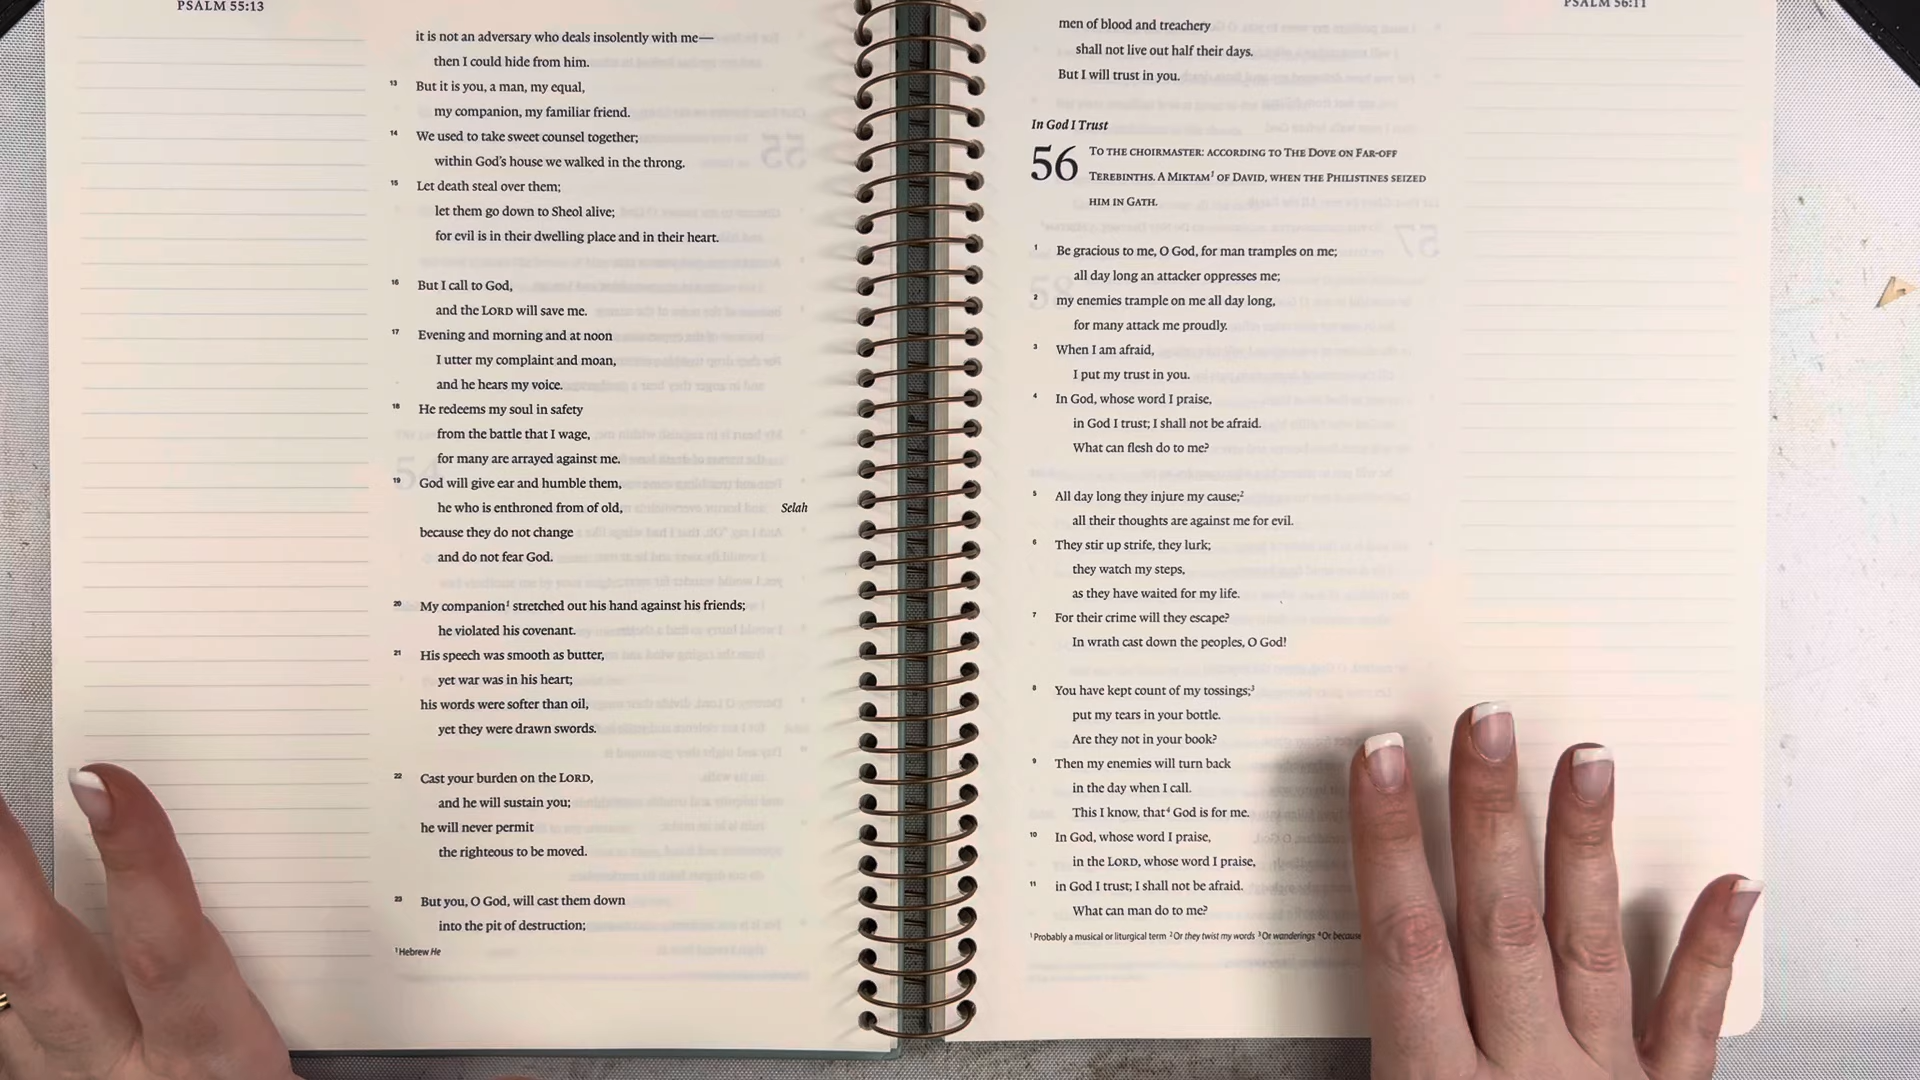 PSALM 55:13
it is not an adversary who deals insolently with me—
then I could hide from him.
13 But it is you, a man, my equal,
my companion, my familiar friend.
14 We used to take sweet counsel together;
within God's house we walked in the throng.
15 Let death steal over them;
let them go down to Sheol alive;
for evil is in their dwelling place and in their heart.
16 But I call to God,
and the LORD will save me.
17 Evening and morning and at noon
I utter my complaint and moan,
and he hears my voice.
18 He redeems my soul in safety
from the battle that I wage,
for many are arrayed against me.
19 God will give ear and humble them,
he who is enthroned from of old, Selah
because they do not change
and do not fear God.
20 My companion¹ stretched out his hand against his friends;
he violated his covenant.
21 His speech was smooth as butter,
yet war was in his heart;
his words were softer than oil,
yet they were drawn swords.
22 Cast your burden on the LORD,
and he will sustain you;
he will never permit
the righteous to be moved.
23 But you, O God, will cast them down
into the pit of destruction;
¹ Hebrew He
PSALM 56:11
men of blood and treachery
shall not live out half their days.
But I will trust in you.
In God I Trust
56 TO THE CHOIRMASTER: ACCORDING TO THE DOVE ON FAR-OFF
TEREBINTHS. A MIKTAM¹ OF DAVID, WHEN THE PHILISTINES SEIZED
HIM IN GATH.
1 Be gracious to me, O God, for man tramples on me;
all day long an attacker oppresses me;
2 my enemies trample on me all day long,
for many attack me proudly.
3 When I am afraid,
I put my trust in you.
4 In God, whose word I praise,
in God I trust; I shall not be afraid.
What can flesh do to me?
5 All day long they injure my cause;²
all their thoughts are against me for evil.
6 They stir up strife, they lurk;
they watch my steps,
as they have waited for my life.
7 For their crime will they escape?
In wrath cast down the peoples, O God!
8 You have kept count of my tossings;³
put my tears in your bottle.
Are they not in your book?
9 Then my enemies will turn back
in the day when I call.
This I know, that⁴ God is for me.
10 In God, whose word I praise,
in the LORD, whose word I praise,
11 in God I trust; I shall not be afraid.
What can man do to me?
¹ Probably a musical or liturgical term ² Or they twist my words ³ Or wanderings ⁴ Or because